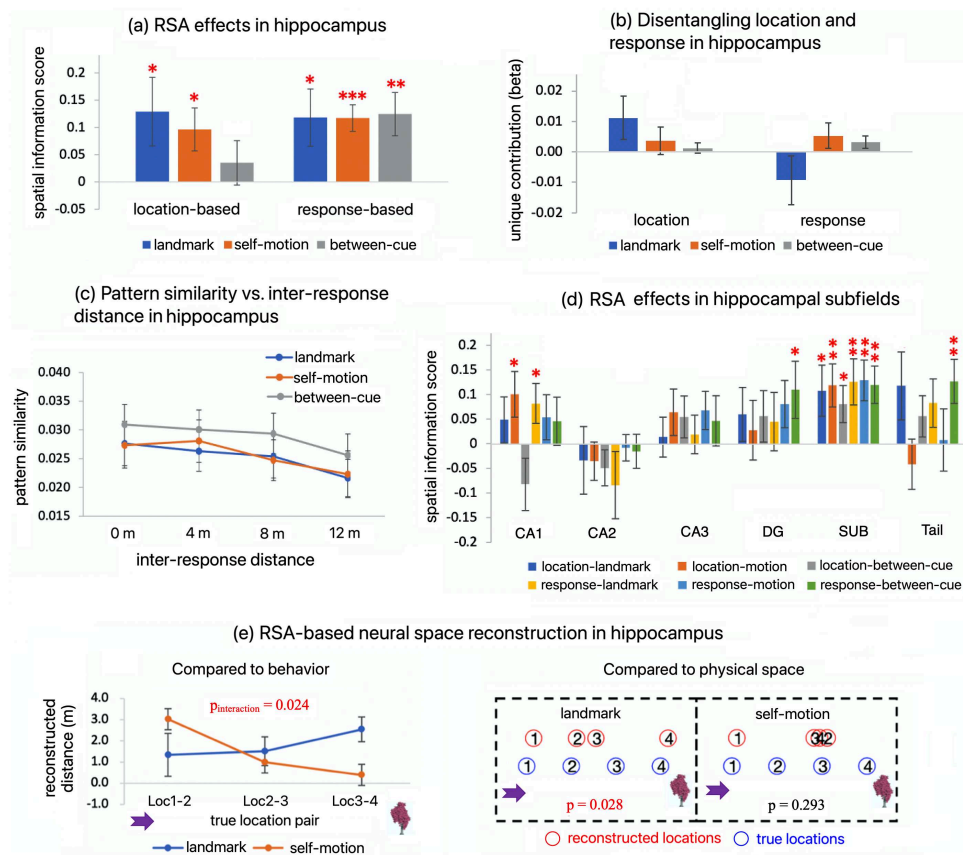 (a) RSA effects in hippocampus
spatial information score
0.2
0.15
0.1
0.05
0
-0.05
*
*
*
***
**
location-based
response-based
landmark
self-motion
between-cue
(b) Disentangling location and
response in hippocampus
unique contribution (beta)
0.02
0.01
0.00
-0.01
-0.02
location
response
landmark
self-motion
between-cue
(c) Pattern similarity vs. inter-response
distance in hippocampus
landmark
self-motion
between-cue
pattern similarity
0.040
0.035
0.030
0.025
0.020
0.015
0 m
4 m
8 m
12 m
inter-response distance
(d) RSA effects in hippocampal subfields
spatial information score
0.2
0.15
0.1
0.05
0
-0.05
-0.1
-0.15
-0.2
*
*
*
*
**
*
**
**
**
**
CA1
CA2
CA3
DG
SUB
Tail
location-landmark
location-motion
location-between-cue
response-landmark
response-motion
response-between-cue
(e) RSA-based neural space reconstruction in hippocampus
Compared to behavior
reconstructed
distance (m)
4.0
3.0
2.0
1.0
0.0
-1.0
pinteraction = 0.024
Loc1-2
Loc2-3
Loc3-4
true location pair
landmark
self-motion
Compared to physical space
landmark
1 2 3 4
1 2 3 4
p = 0.028
self-motion
1 3 4 2
1 2 3 4
p = 0.293
reconstructed locations
true locations